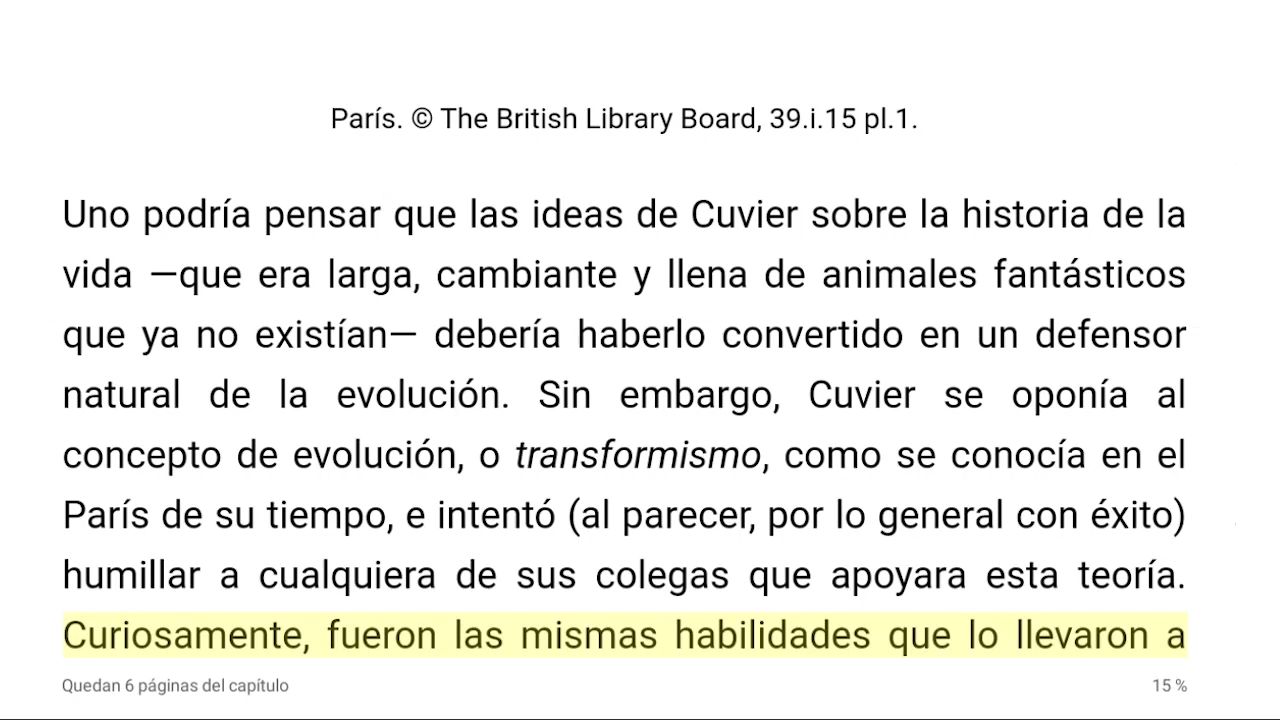 París. © The British Library Board, 39.i.15 pl.1.
Uno podría pensar que las ideas de Cuvier sobre la historia de la
vida —que era larga, cambiante y llena de animales fantásticos
que ya no existían— debería haberlo convertido en un defensor
natural de la evolución. Sin embargo, Cuvier se oponía al
concepto de evolución, o transformismo, como se conocía en el
París de su tiempo, e intentó (al parecer, por lo general con éxito)
humillar a cualquiera de sus colegas que apoyara esta teoría.
Curiosamente, fueron las mismas habilidades que lo llevaron a
Quedan 6 páginas del capítulo
15 %